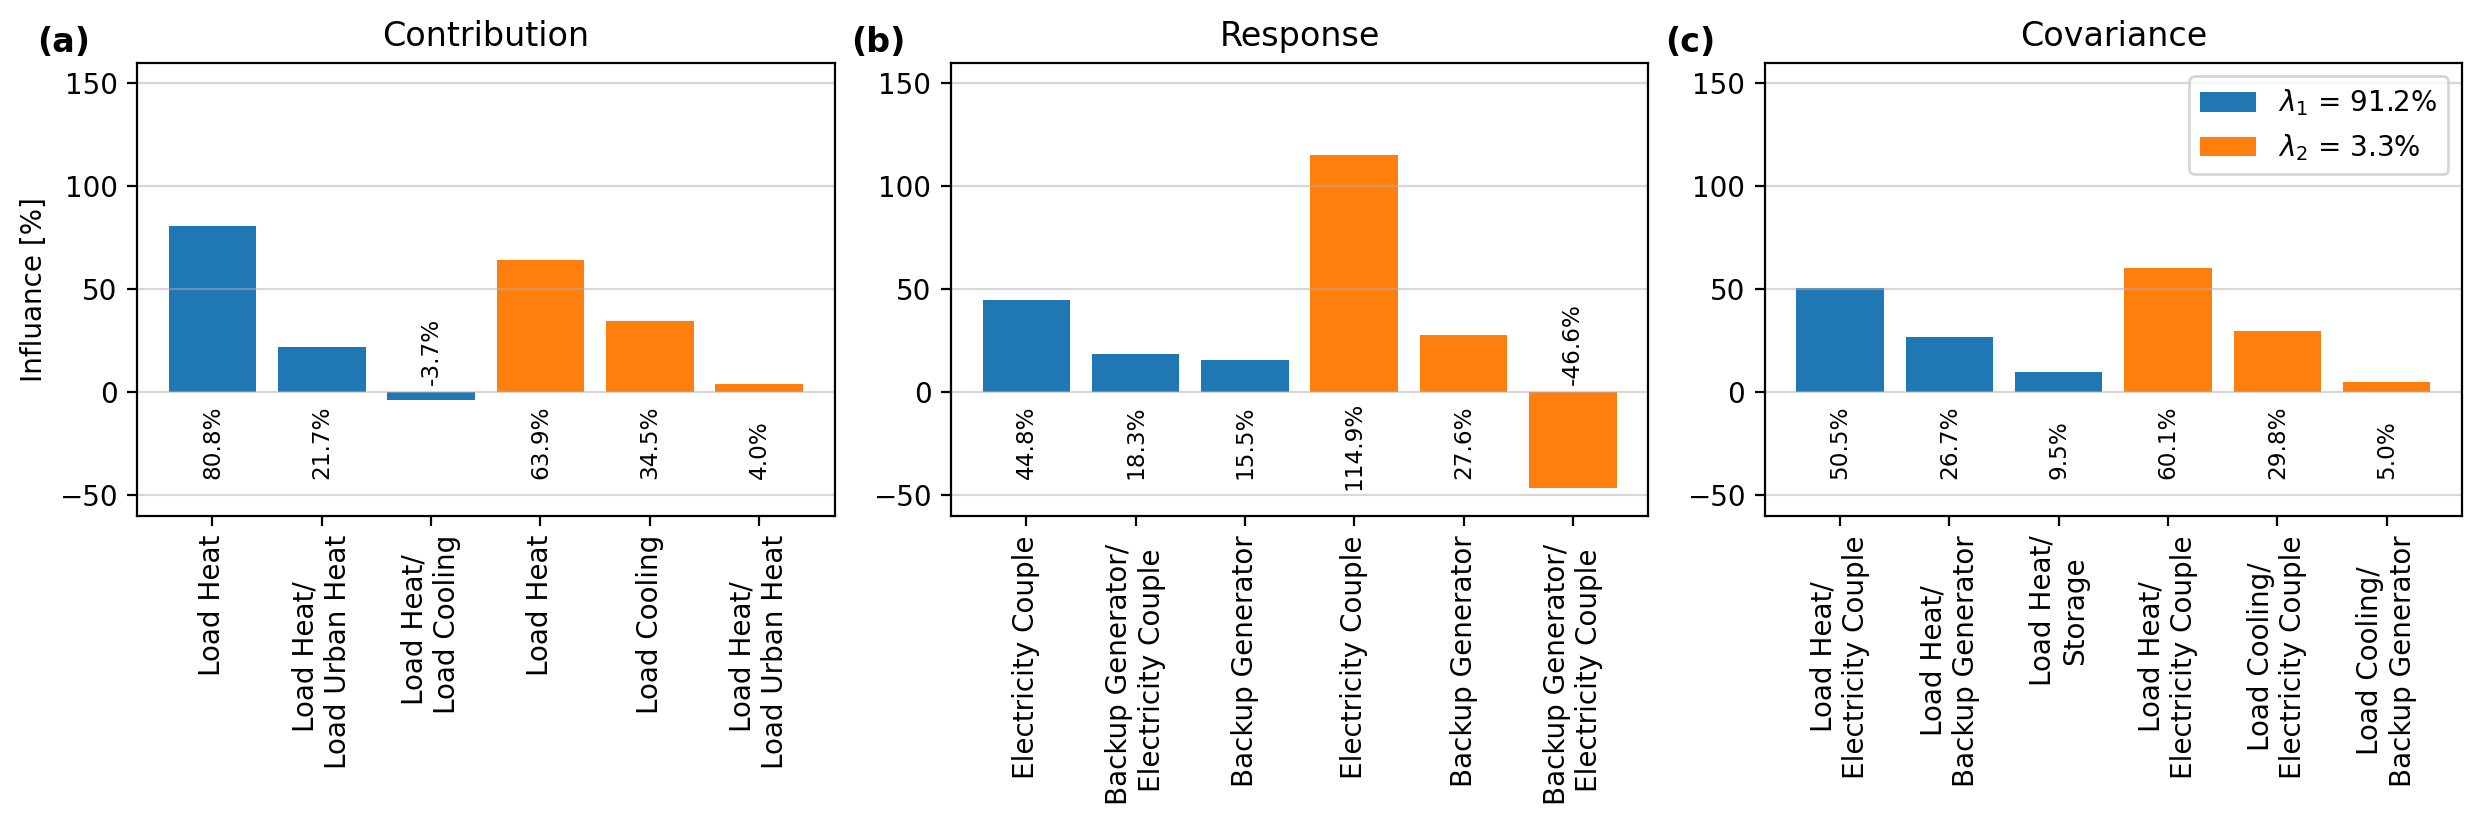 (a)
Contribution
Influance [%]
150
100
50
0
−50
80.8%
21.7%
-3.7%
63.9%
34.5%
4.0%
Load Heat
Load Heat/
Load Urban Heat
Load Heat/
Load Cooling
Load Heat
Load Cooling
Load Heat/
Load Urban Heat
(b)
Response
150
100
50
0
−50
44.8%
18.3%
15.5%
114.9%
27.6%
-46.6%
Electricity Couple
Backup Generator/
Electricity Couple
Backup Generator
Electricity Couple
Backup Generator
Backup Generator/
Electricity Couple
(c)
Covariance
λ₁ = 91.2%
λ₂ = 3.3%
150
100
50
0
−50
50.5%
26.7%
9.5%
60.1%
29.8%
5.0%
Load Heat/
Electricity Couple
Load Heat/
Backup Generator
Load Heat/
Storage
Load Heat/
Electricity Couple
Load Cooling/
Electricity Couple
Load Cooling/
Backup Generator